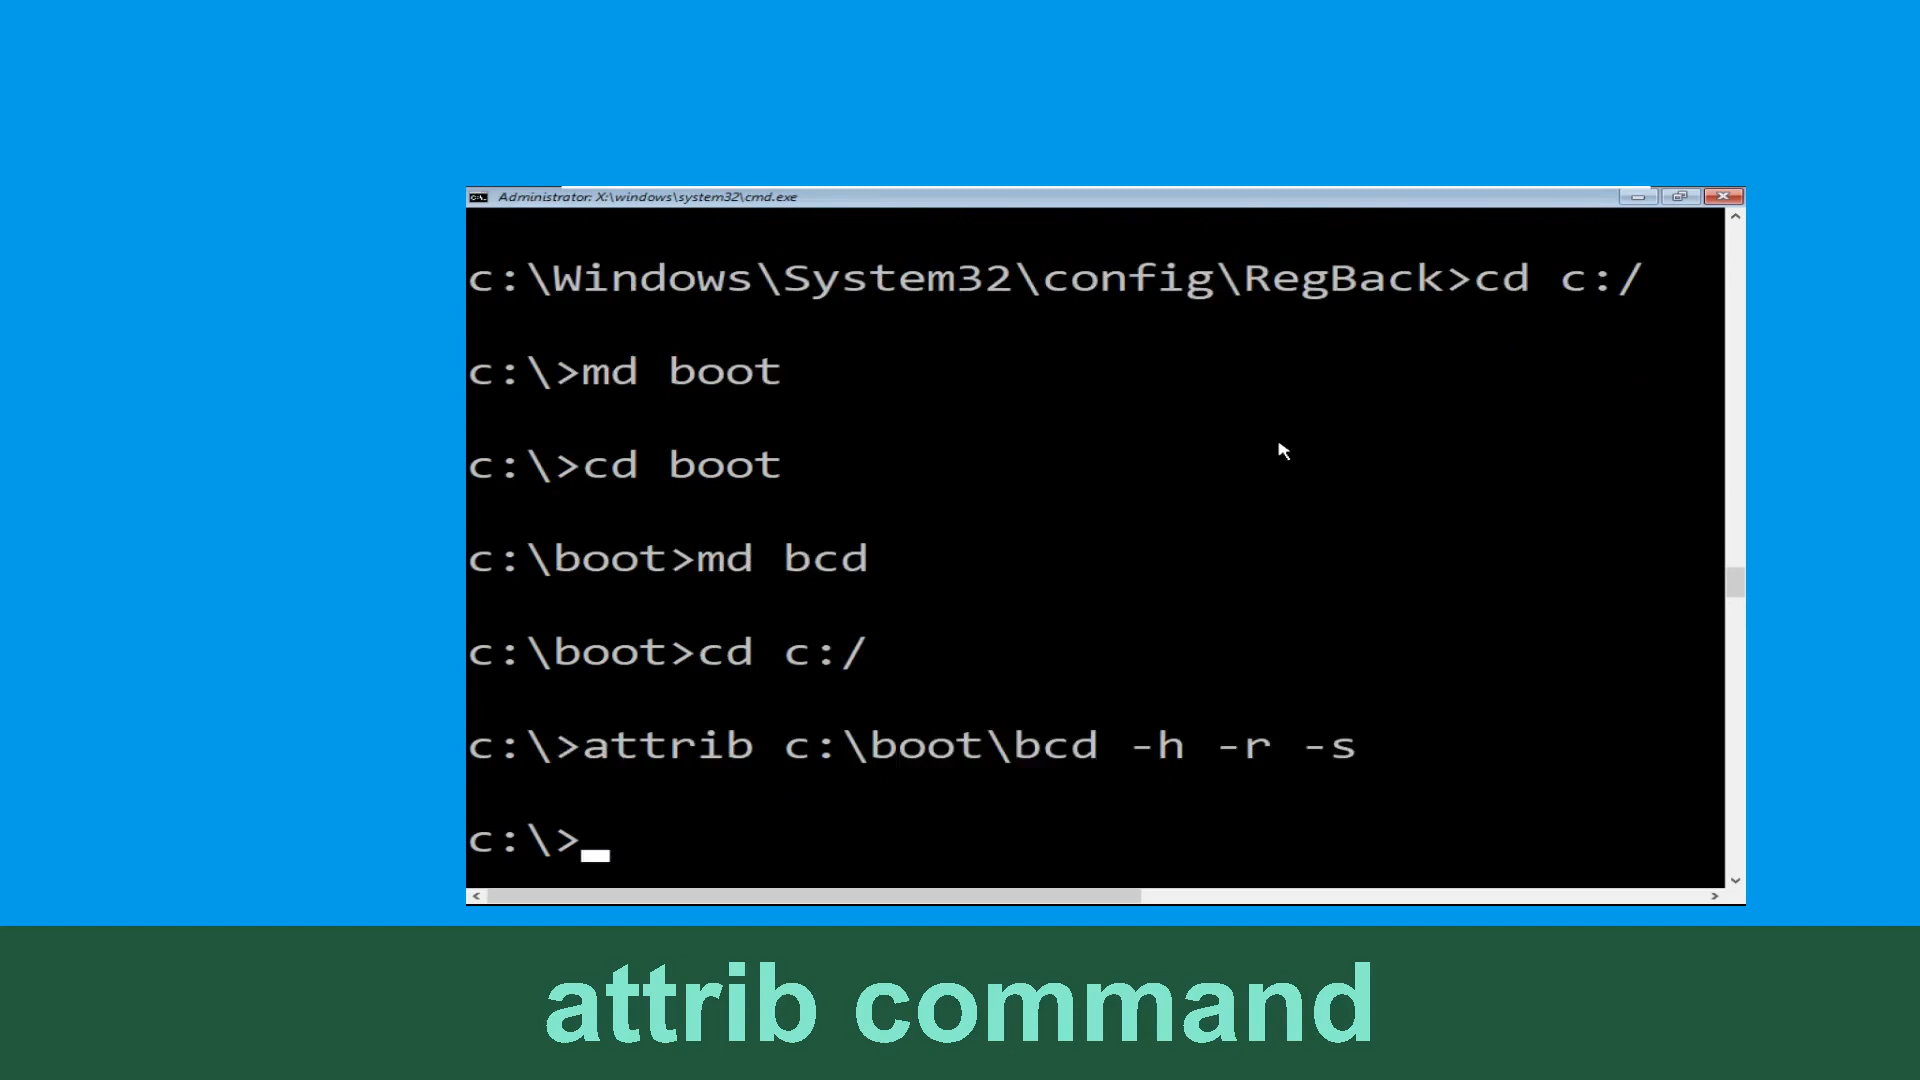 Administrator: X:\windows\system32\cmd.exe
c:\Windows\System32\config\RegBack>cd c:/
c:\>md boot
c:\>cd boot
c:\boot>md bcd
c:\boot>cd c:/
c:\>attrib c:\boot\bcd -h -r -s
c:\>
attrib command